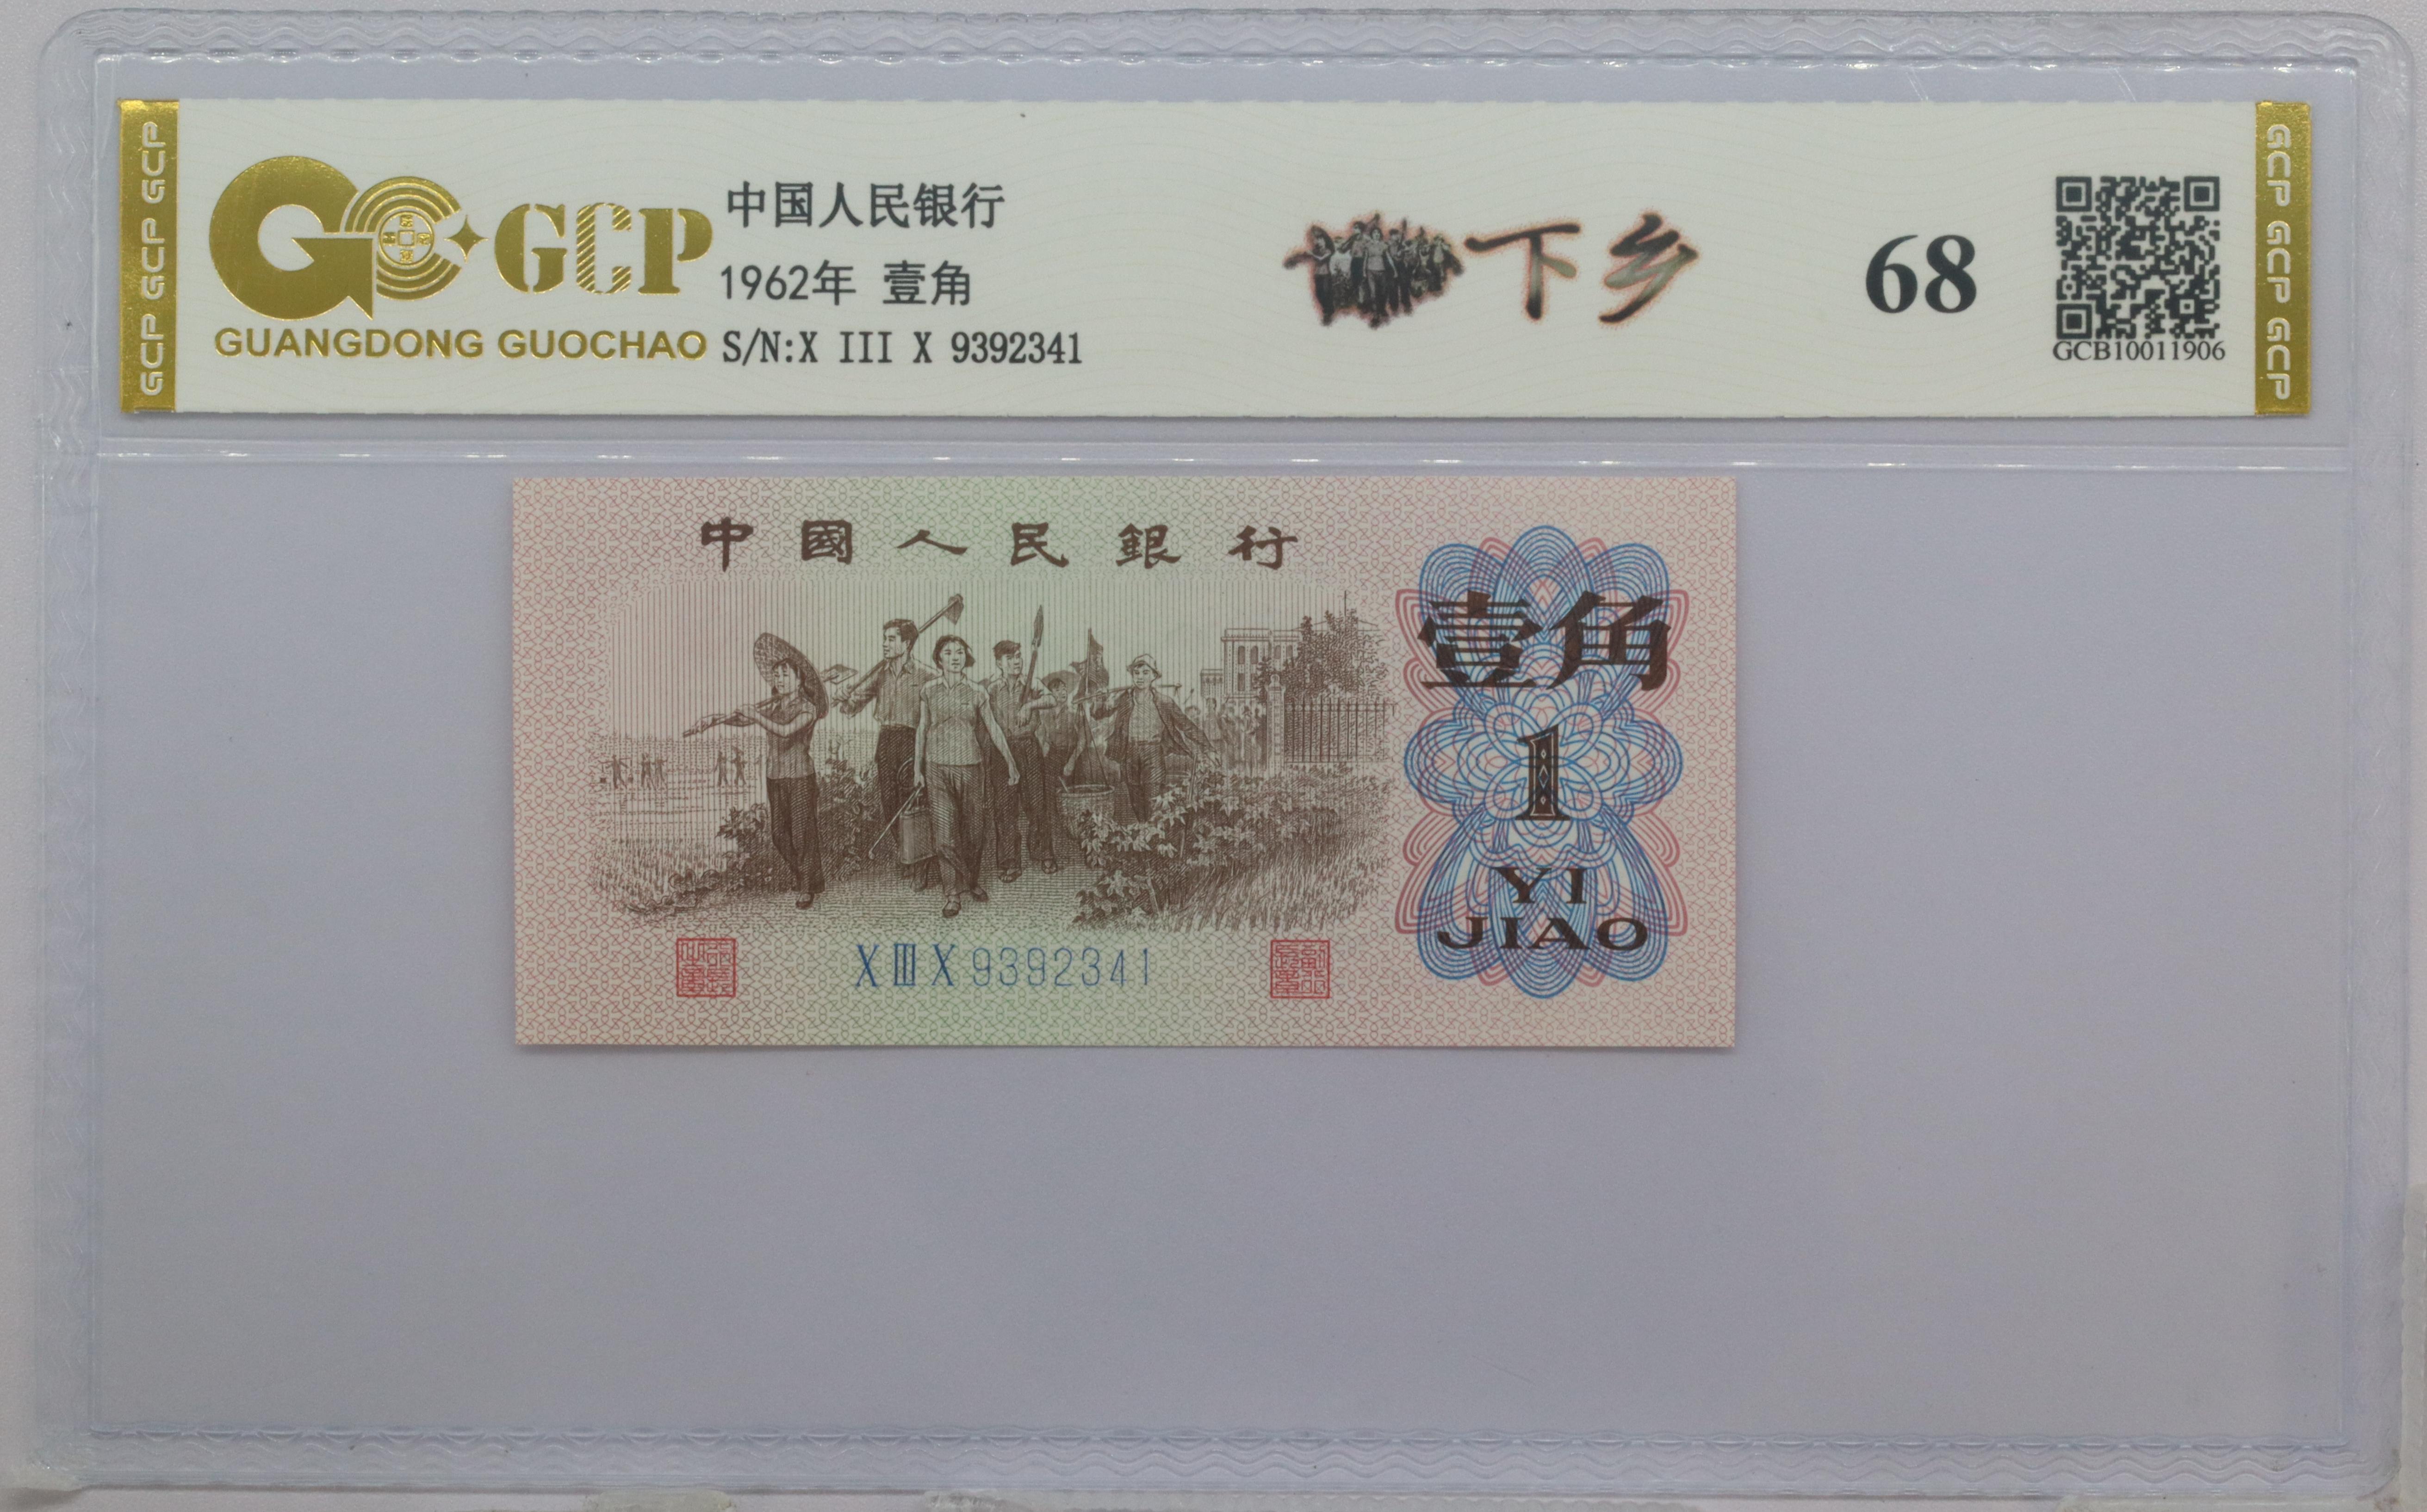 GCP GCP GCP
GCP
GUANGDONG GUOCHAO
中国人民银行
1962年 壹角
S/N:X III X 9392341
下乡
68
GCB10011906
GCP GCP GCP
中國人民銀行
壹角
1
YI
JIAO
X III X 9392341